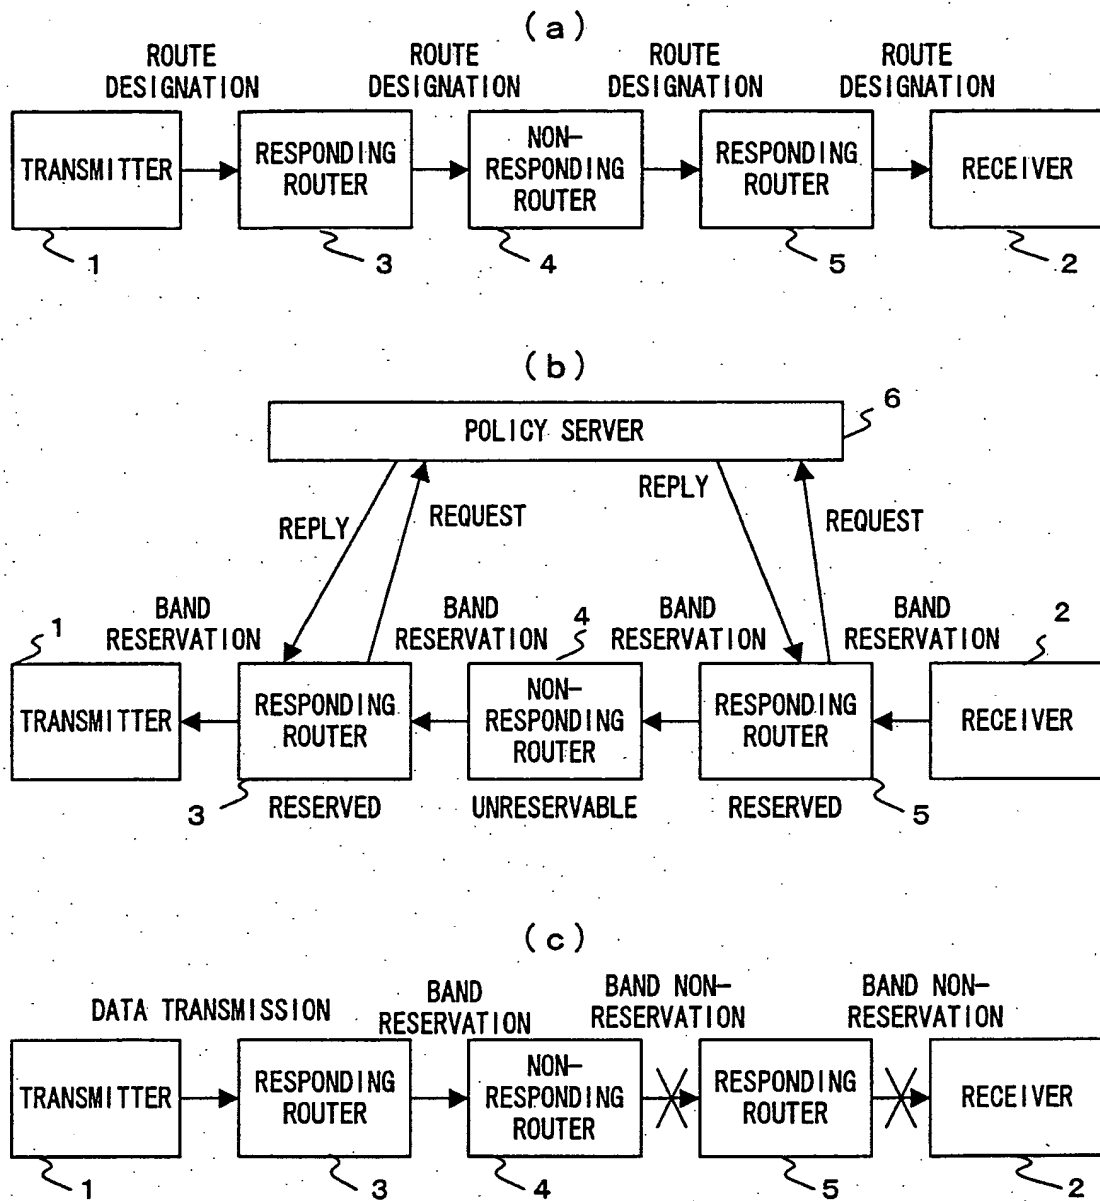 (a)
ROUTE
DESIGNATION
ROUTE
DESIGNATION
ROUTE
DESIGNATION
ROUTE
DESIGNATION
TRANSMITTER
RESPONDING
ROUTER
NON-
RESPONDING
ROUTER
RESPONDING
ROUTER
RECEIVER
1
3
4
5
2
(b)
6
POLICY SERVER
REPLY
REQUEST
REPLY
REQUEST
1
BAND
RESERVATION
BAND
RESERVATION
4
BAND
RESERVATION
BAND
RESERVATION
2
TRANSMITTER
RESPONDING
ROUTER
NON-
RESPONDING
ROUTER
RESPONDING
ROUTER
RECEIVER
3
RESERVED
UNRESERVABLE
RESERVED
5
(c)
DATA TRANSMISSION
BAND
RESERVATION
BAND NON-
RESERVATION
BAND NON-
RESERVATION
TRANSMITTER
RESPONDING
ROUTER
NON-
RESPONDING
ROUTER
RESPONDING
ROUTER
RECEIVER
1
3
4
5
2